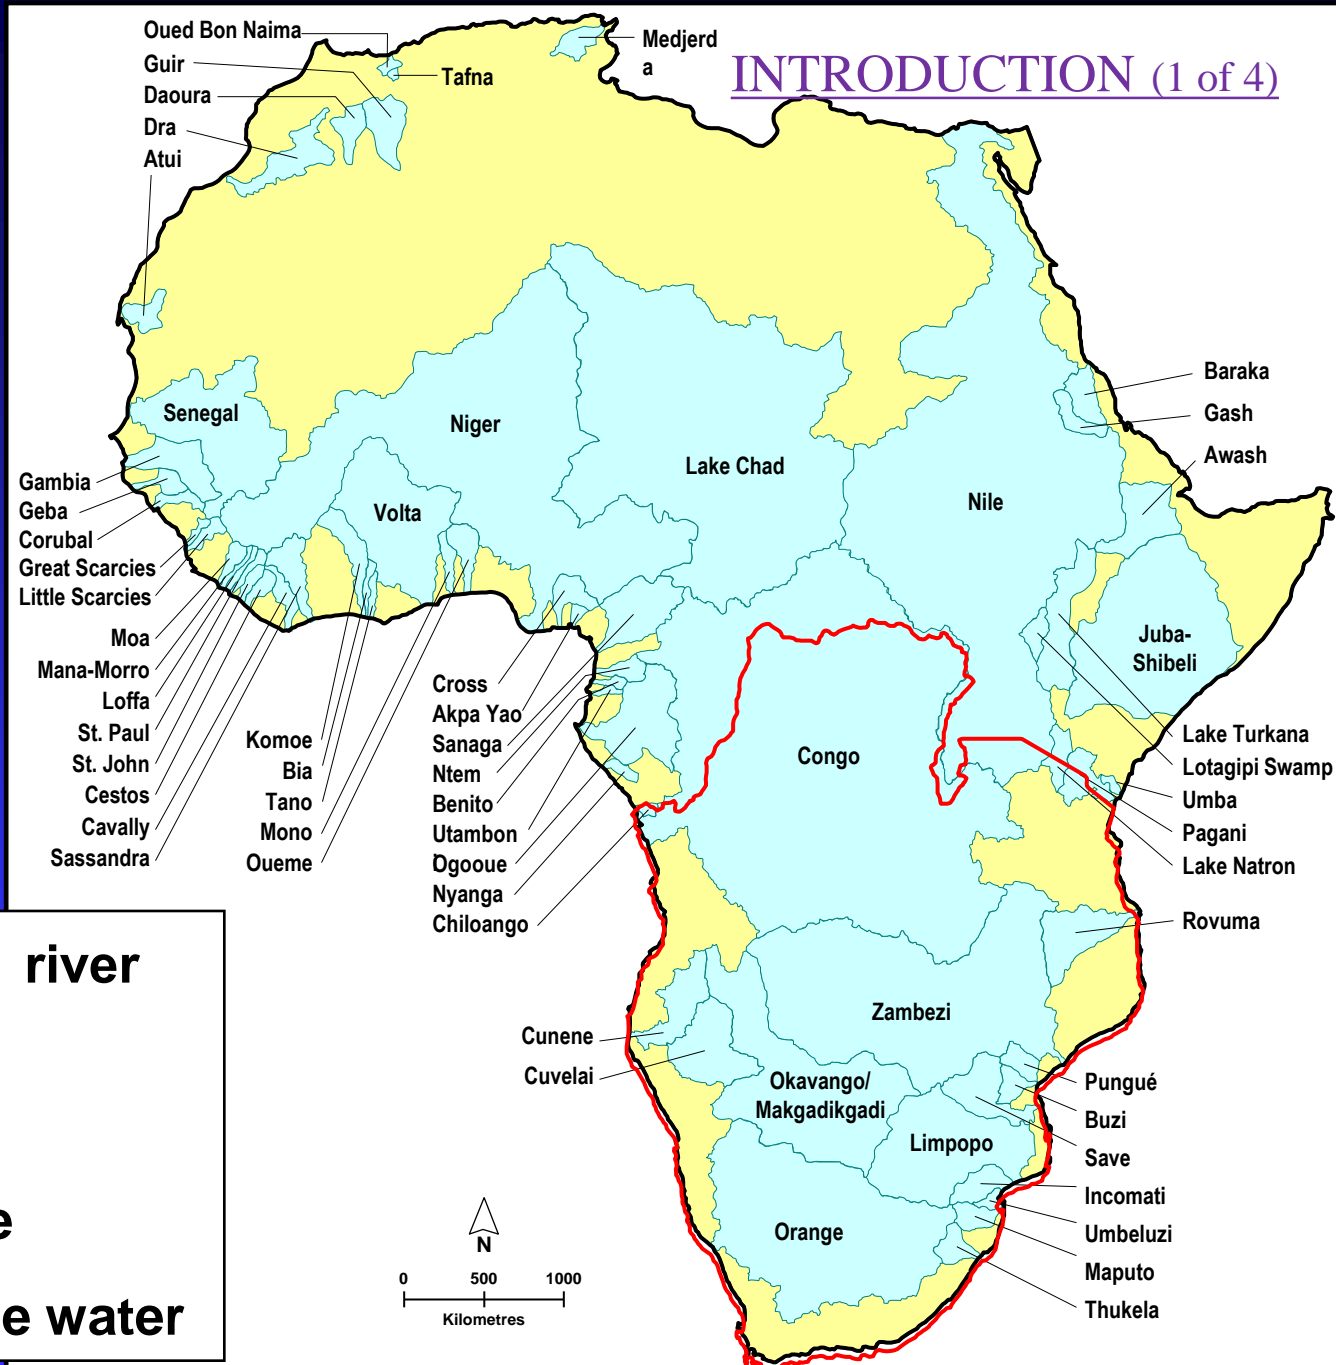 INTRODUCTION (1 of 4)
Oued Bon Naima
Guir
Daoura
Dra
Atui
Tafna
Medjerd
a
Senegal
Niger
Lake Chad
Nile
Volta
Baraka
Gash
Awash
Juba-
Shibeli
Gambia
Geba
Corubal
Great Scarcies
Little Scarcies
Moa
Mana-Morro
Loffa
St. Paul
St. John
Cestos
Cavally
Sassandra
Komoe
Bia
Tano
Mono
Oueme
Cross
Akpa Yao
Sanaga
Ntem
Benito
Utambon
Ogooue
Nyanga
Chiloango
Congo
Lake Turkana
Lotagipi Swamp
Umba
Pagani
Lake Natron
Rovuma
Zambezi
Cunene
Cuvelai
Okavango/
Makgadikgadi
Limpopo
Orange
Pungué
Buzi
Save
Incomati
Umbeluzi
Maputo
Thukela
N
0 500 1000
Kilometres
river
e
e water